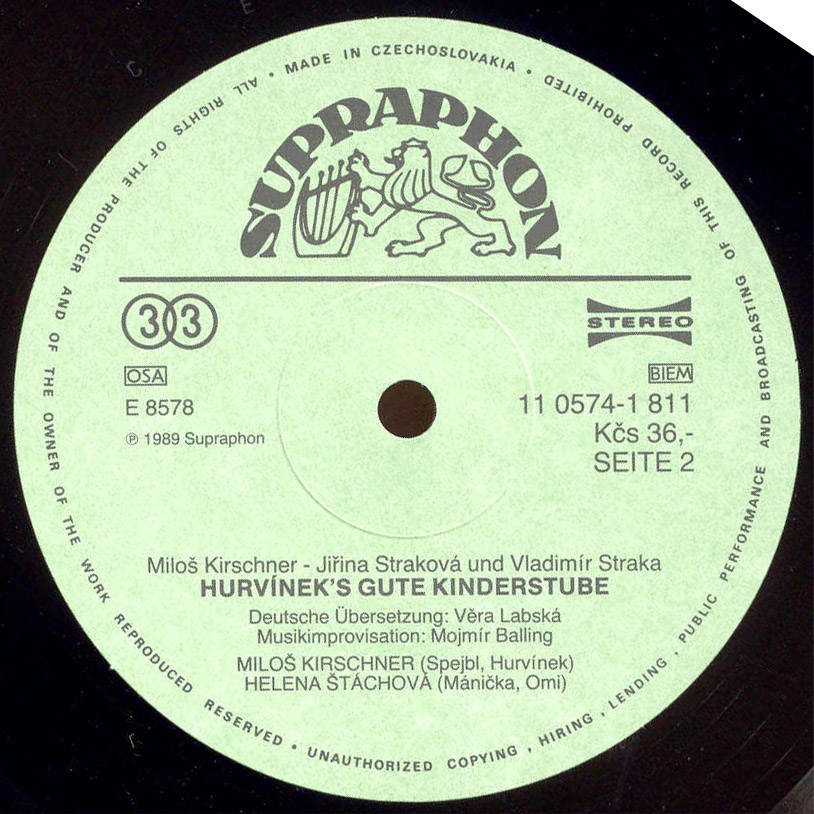 MADE IN CZECHOSLOVAKIA • ALL RIGHTS OF THE PRODUCER AND OF THE OWNER OF THE WORK REPRODUCED RESERVED • UNAUTHORIZED COPYING, HIRING, LENDING, PUBLIC PERFORMANCE AND BROADCASTING OF THIS RECORD PROHIBITED •
SUPRAPHON
33
STEREO
OSA
BIEM
E 8578
11 0574-1 811
℗ 1989 Supraphon
Kčs 36,-
SEITE 2
Miloš Kirschner - Jiřina Straková und Vladimír Straka
HURVÍNEK'S GUTE KINDERSTUBE
Deutsche Übersetzung: Věra Labská
Musikimprovisation: Mojmír Balling
MILOŠ KIRSCHNER (Spejbl, Hurvínek)
HELENA ŠTÁCHOVÁ (Mánička, Omi)